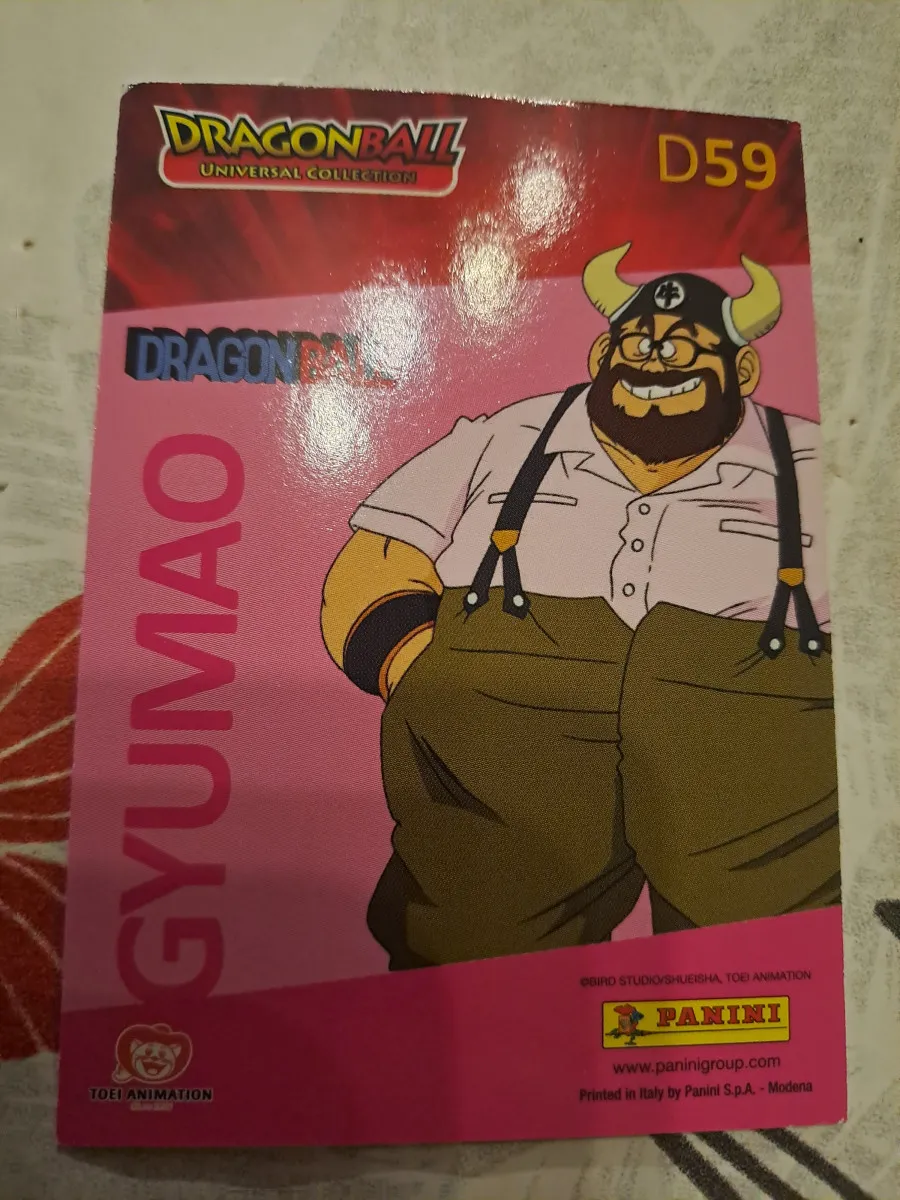 DRAGONBALL
UNIVERSAL COLLECTION
D59
牛
DRAGONBALL
GYUMAO
©BIRD STUDIO/SHUEISHA, TOEI ANIMATION
PANINI
www.paninigroup.com
Printed in Italy by Panini S.p.A. - Modena
TOEI ANIMATION